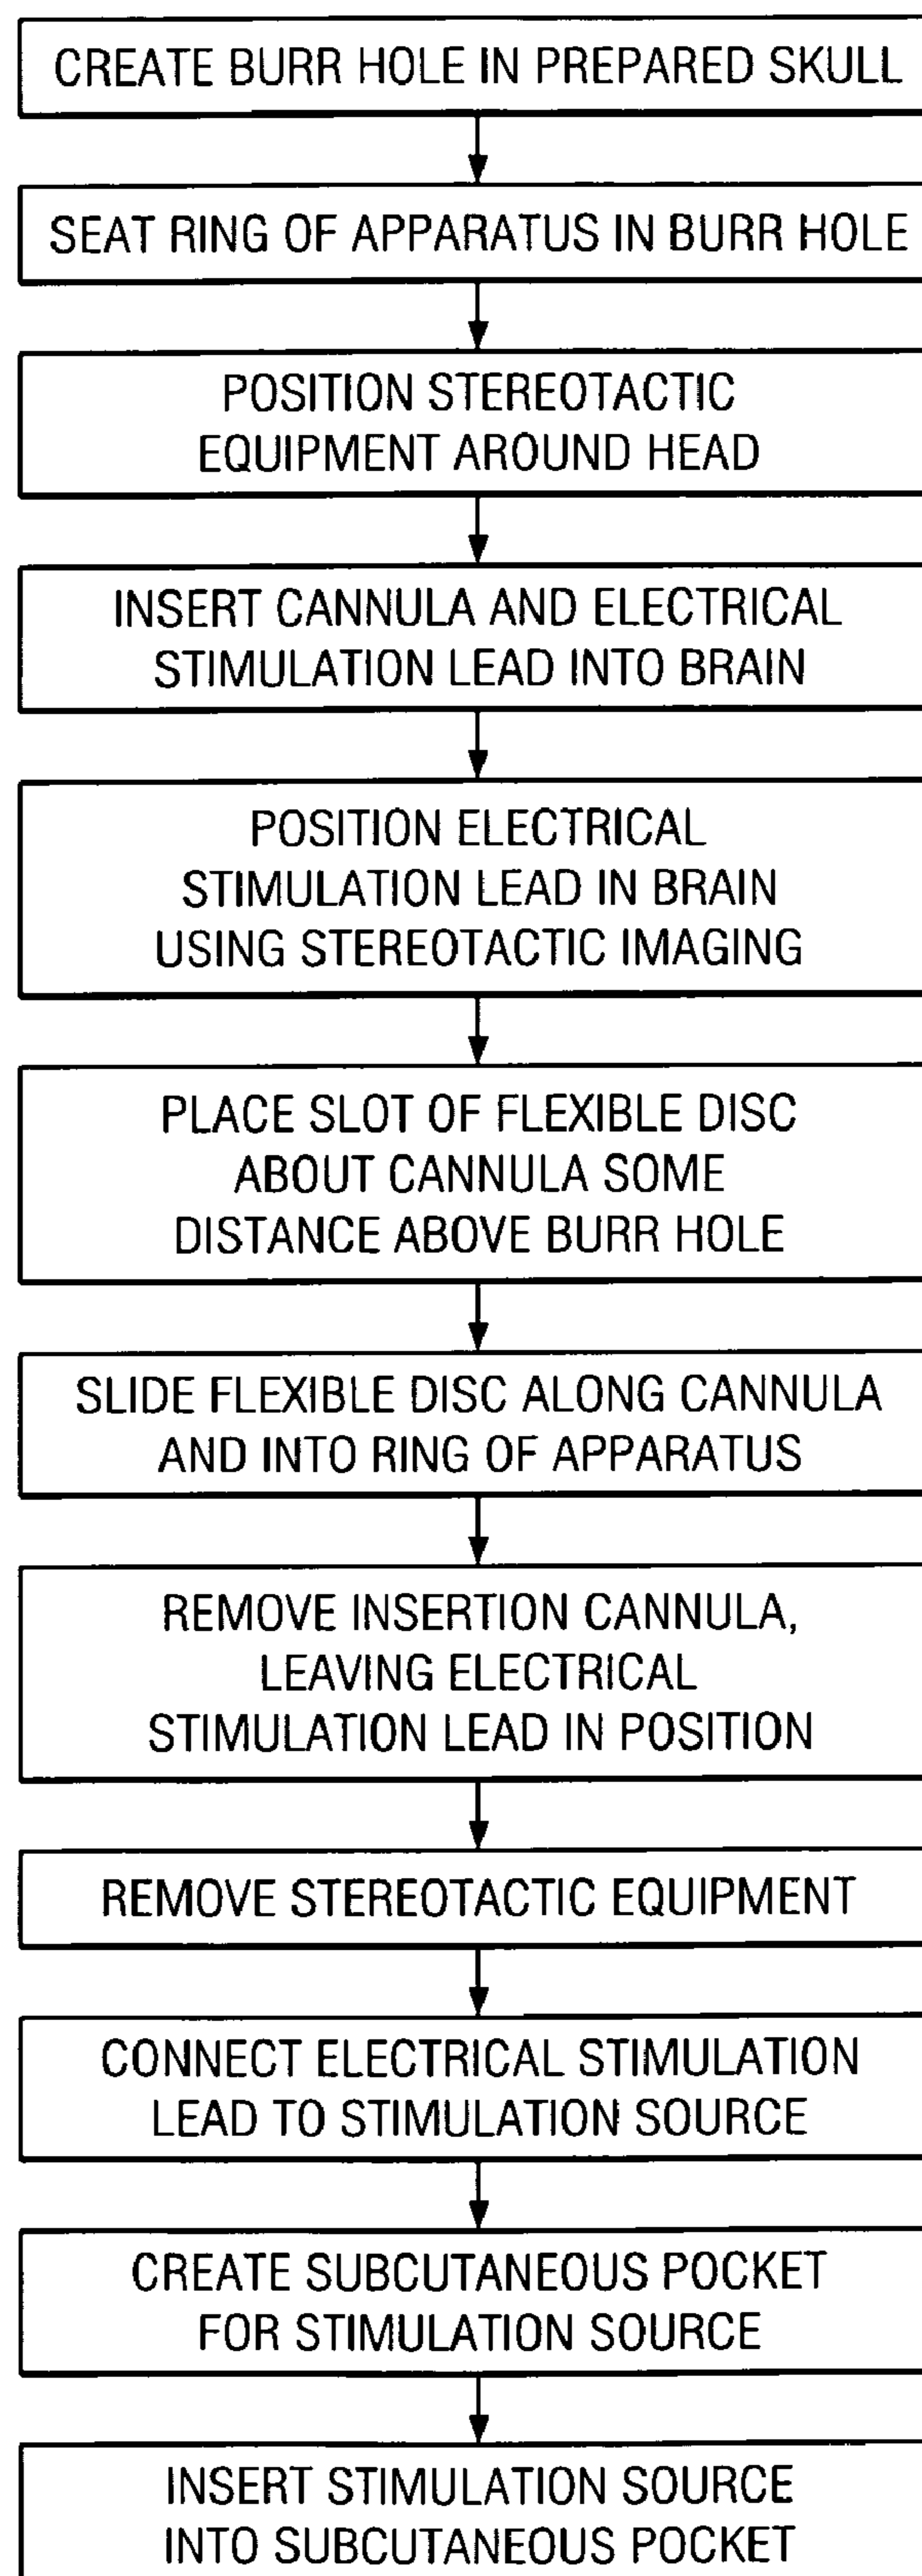 CREATE BURR HOLE IN PREPARED SKULL
SEAT RING OF APPARATUS IN BURR HOLE
POSITION STEREOTACTIC
EQUIPMENT AROUND HEAD
INSERT CANNULA AND ELECTRICAL
STIMULATION LEAD INTO BRAIN
POSITION ELECTRICAL
STIMULATION LEAD IN BRAIN
USING STEREOTACTIC IMAGING
PLACE SLOT OF FLEXIBLE DISC
ABOUT CANNULA SOME
DISTANCE ABOVE BURR HOLE
SLIDE FLEXIBLE DISC ALONG CANNULA
AND INTO RING OF APPARATUS
REMOVE INSERTION CANNULA,
LEAVING ELECTRICAL
STIMULATION LEAD IN POSITION
REMOVE STEREOTACTIC EQUIPMENT
CONNECT ELECTRICAL STIMULATION
LEAD TO STIMULATION SOURCE
CREATE SUBCUTANEOUS POCKET
FOR STIMULATION SOURCE
INSERT STIMULATION SOURCE
INTO SUBCUTANEOUS POCKET